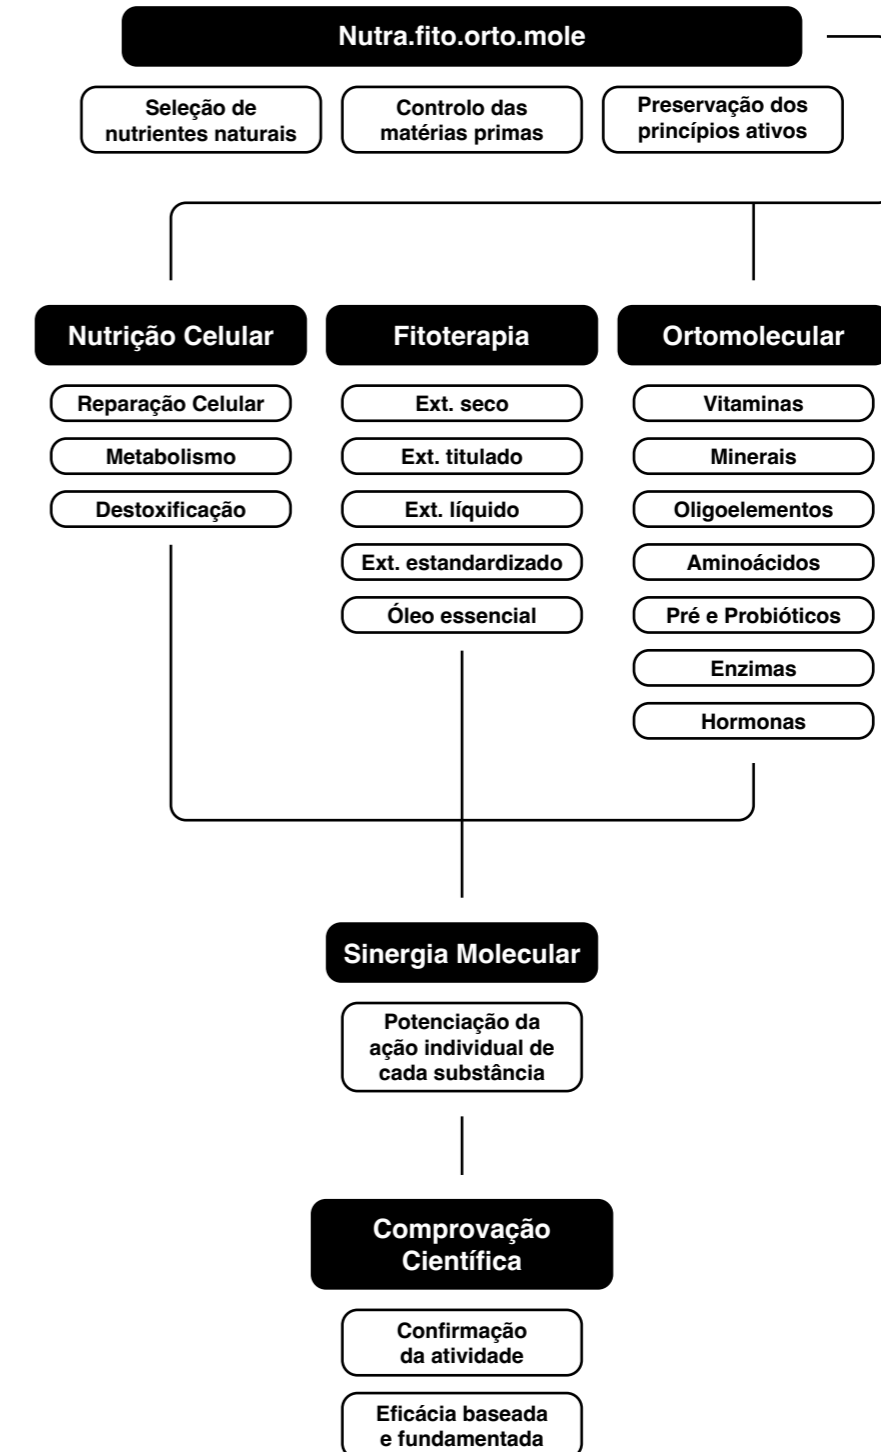 Nutra.fito.orto.mole
Seleção de
nutrientes naturais
Controlo das
matérias primas
Preservação dos
princípios ativos
Nutrição Celular
Reparação Celular
Metabolismo
Destoxificação
Fitoterapia
Ext. seco
Ext. titulado
Ext. líquido
Ext. estandardizado
Óleo essencial
Ortomolecular
Vitaminas
Minerais
Oligoelementos
Aminoácidos
Pré e Probióticos
Enzimas
Hormonas
Sinergia Molecular
Potenciação da
ação individual de
cada substância
Comprovação
Científica
Confirmação
da atividade
Eficácia baseada
e fundamentada